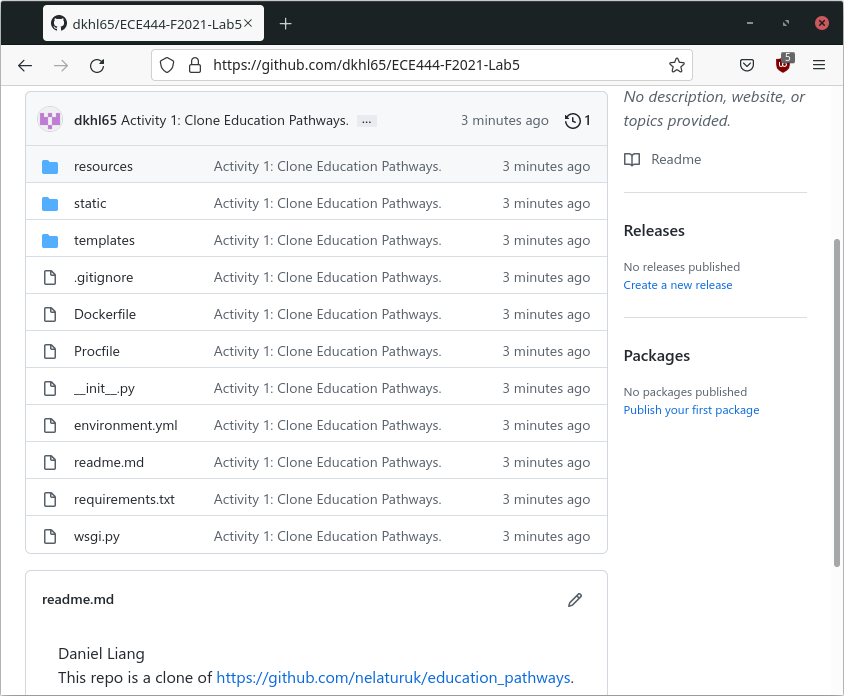 dkhl65/ECE444-F2021-Lab5
https://github.com/dkhl65/ECE444-F2021-Lab5
5
dkhl65 Activity 1: Clone Education Pathways. ... 3 minutes ago 1
resources Activity 1: Clone Education Pathways. 3 minutes ago
static Activity 1: Clone Education Pathways. 3 minutes ago
templates Activity 1: Clone Education Pathways. 3 minutes ago
.gitignore Activity 1: Clone Education Pathways. 3 minutes ago
Dockerfile Activity 1: Clone Education Pathways. 3 minutes ago
Procfile Activity 1: Clone Education Pathways. 3 minutes ago
__init__.py Activity 1: Clone Education Pathways. 3 minutes ago
environment.yml Activity 1: Clone Education Pathways. 3 minutes ago
readme.md Activity 1: Clone Education Pathways. 3 minutes ago
requirements.txt Activity 1: Clone Education Pathways. 3 minutes ago
wsgi.py Activity 1: Clone Education Pathways. 3 minutes ago
readme.md
Daniel Liang
This repo is a clone of https://github.com/nelaturuk/education_pathways.
No description, website, or
topics provided.
Readme
Releases
No releases published
Create a new release
Packages
No packages published
Publish your first package